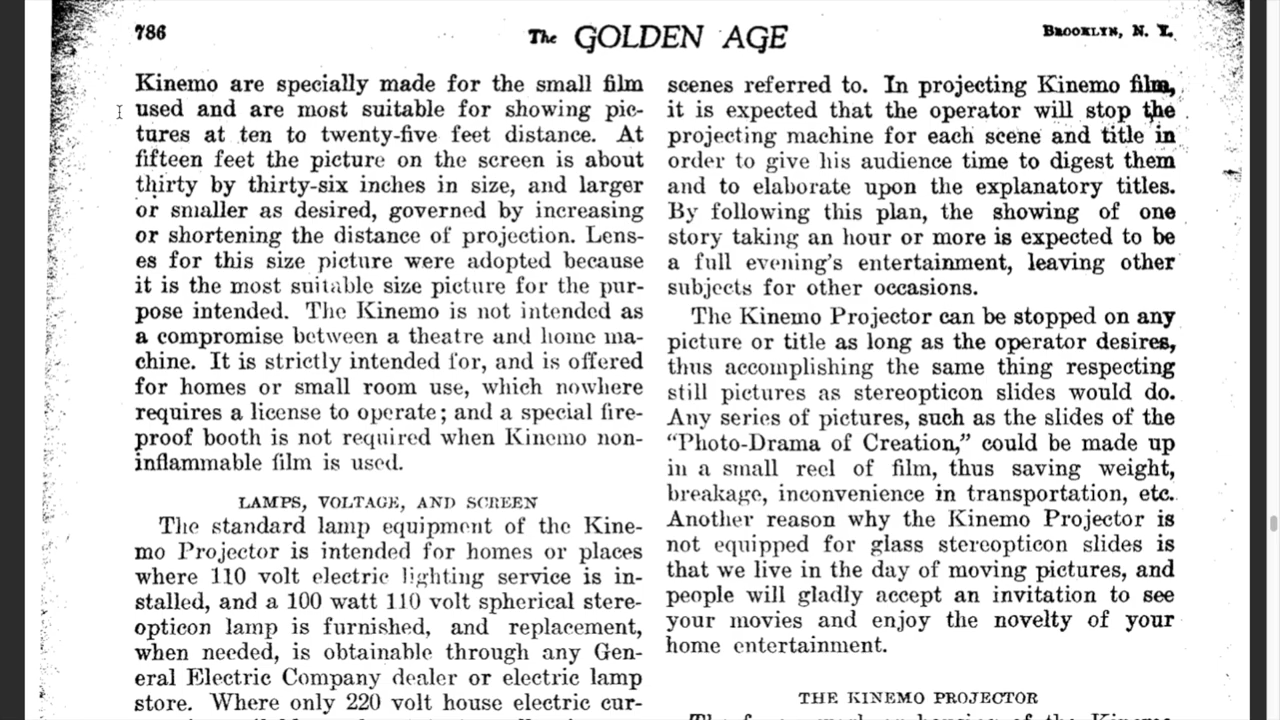 786
The GOLDEN AGE
BROOKLYN, N. Y.
Kinemo are specially made for the small film
used and are most suitable for showing pic-
tures at ten to twenty-five feet distance. At
fifteen feet the picture on the screen is about
thirty by thirty-six inches in size, and larger
or smaller as desired, governed by increasing
or shortening the distance of projection. Lens-
es for this size picture were adopted because
it is the most suitable size picture for the pur-
pose intended. The Kinemo is not intended as
a compromise between a theatre and home ma-
chine. It is strictly intended for, and is offered
for homes or small room use, which nowhere
requires a license to operate; and a special fire-
proof booth is not required when Kinemo non-
inflammable film is used.
LAMPS, VOLTAGE, AND SCREEN
The standard lamp equipment of the Kine-
mo Projector is intended for homes or places
where 110 volt electric lighting service is in-
stalled, and a 100 watt 110 volt spherical stere-
opticon lamp is furnished, and replacement,
when needed, is obtainable through any Gen-
eral Electric Company dealer or electric lamp
store. Where only 220 volt house electric cur-
scenes referred to. In projecting Kinemo film,
it is expected that the operator will stop the
projecting machine for each scene and title in
order to give his audience time to digest them
and to elaborate upon the explanatory titles.
By following this plan, the showing of one
story taking an hour or more is expected to be
a full evening's entertainment, leaving other
subjects for other occasions.
The Kinemo Projector can be stopped on any
picture or title as long as the operator desires,
thus accomplishing the same thing respecting
still pictures as stereopticon slides would do.
Any series of pictures, such as the slides of the
"Photo-Drama of Creation," could be made up
in a small reel of film, thus saving weight,
breakage, inconvenience in transportation, etc.
Another reason why the Kinemo Projector is
not equipped for glass stereopticon slides is
that we live in the day of moving pictures, and
people will gladly accept an invitation to see
your movies and enjoy the novelty of your
home entertainment.
THE KINEMO PROJECTOR